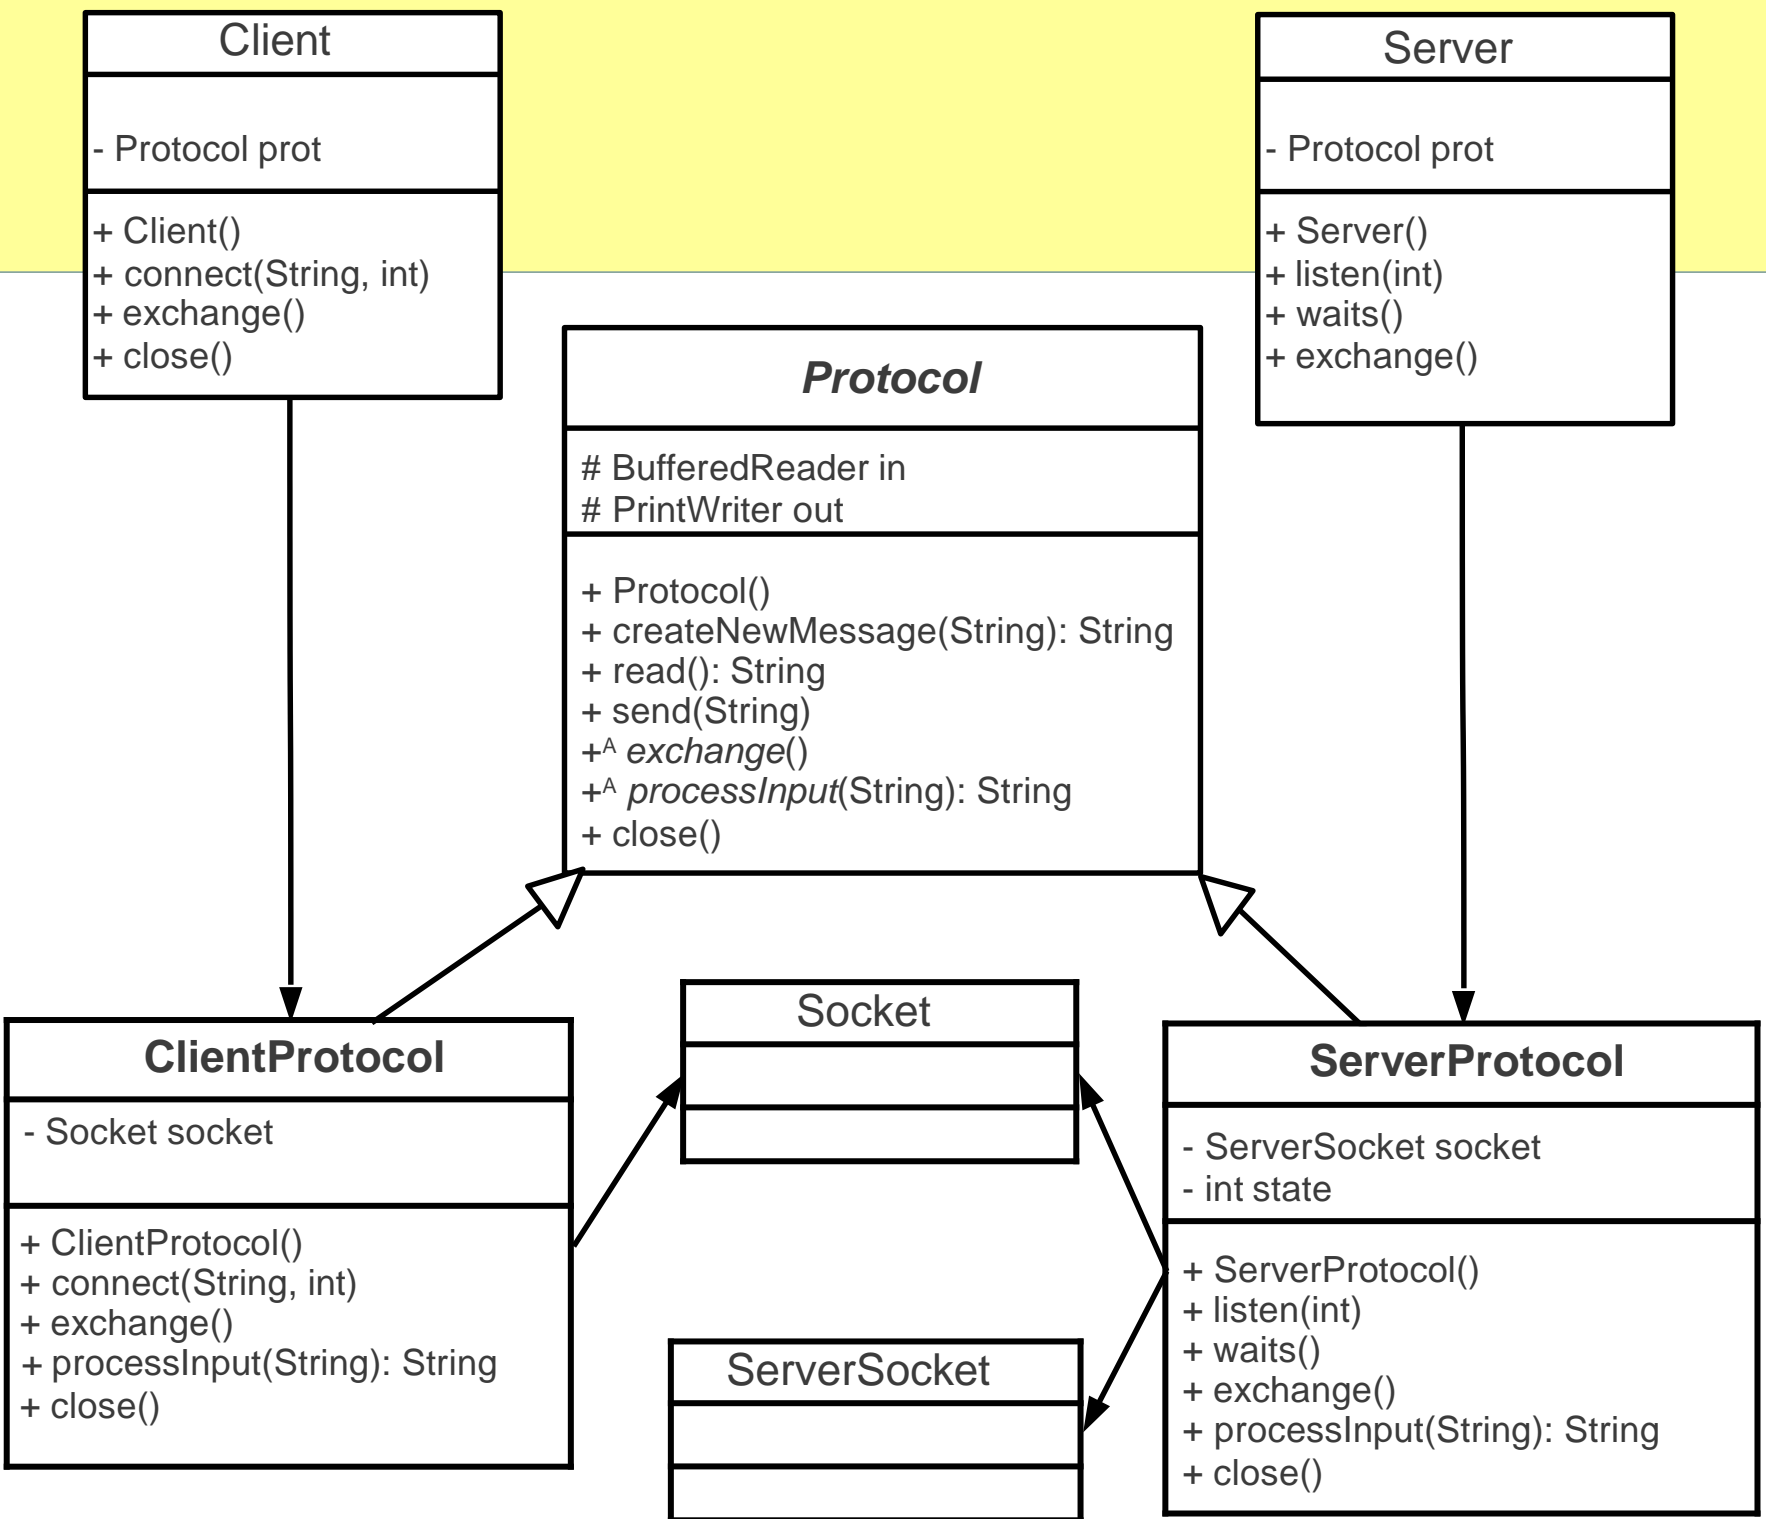 Client
- Protocol prot
+ Client()
+ connect(String, int)
+ exchange()
+ close()
Server
- Protocol prot
+ Server()
+ listen(int)
+ waits()
+ exchange()
Protocol
# BufferedReader in
# PrintWriter out
+ Protocol()
+ createNewMessage(String): String
+ read(): String
+ send(String)
+ᴬ exchange()
+ᴬ processInput(String): String
+ close()
ClientProtocol
- Socket socket
+ ClientProtocol()
+ connect(String, int)
+ exchange()
+ processInput(String): String
+ close()
Socket
ServerSocket
ServerProtocol
- ServerSocket socket
- int state
+ ServerProtocol()
+ listen(int)
+ waits()
+ exchange()
+ processInput(String): String
+ close()